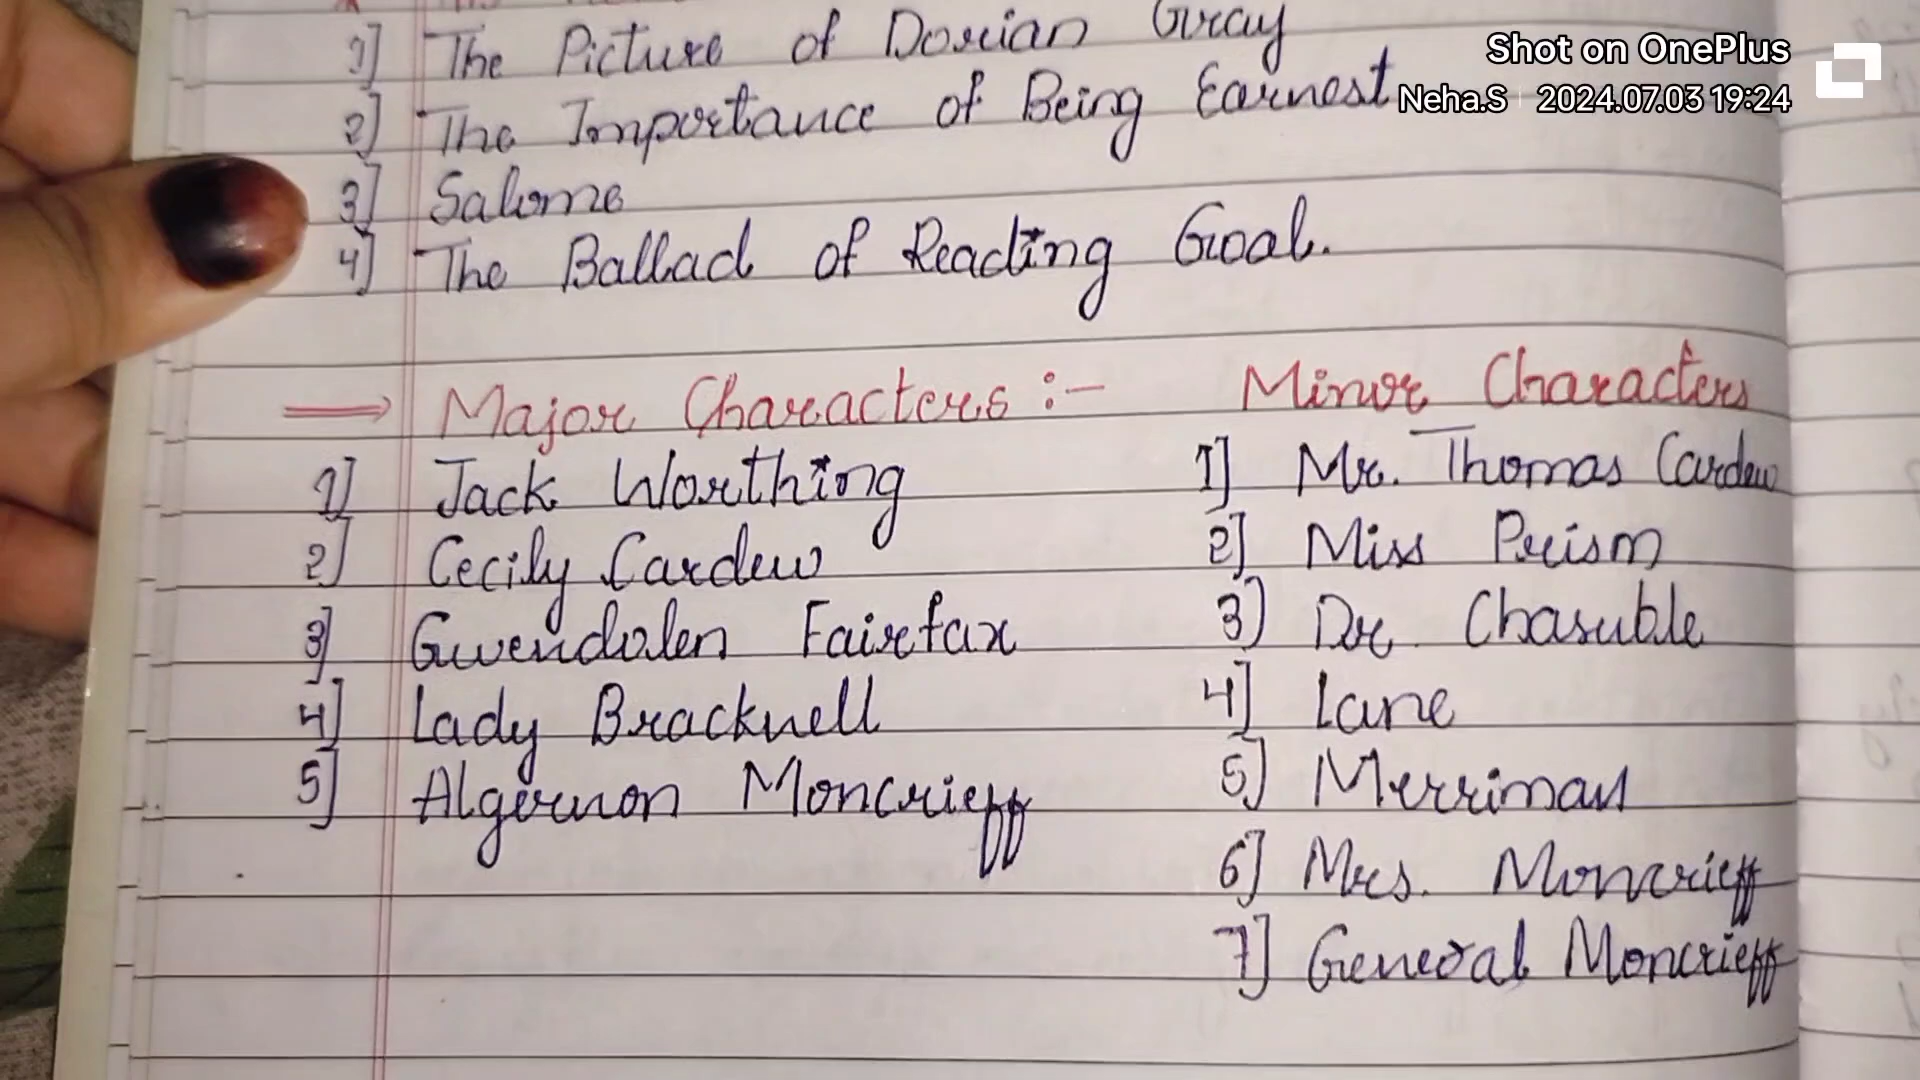 1] The Picture of Dorian Gray
2] The Importance of Being Earnest
3] Salome
4] The Ballad of Reading Goal.
Shot on OnePlus
Neha.S | 2024.07.03 19:24
⟹ Major Characters :-
1] Jack Worthing
2] Cecily Cardew
3] Gwendolen Fairfax
4] Lady Bracknell
5] Algernon Moncrieff
Minor Characters
1] Mr. Thomas Cardew
2] Miss Prism
3) Dr. Chasuble
4] Lane
5) Merriman
6] Mrs. Moncrieff
7] General Moncrieff